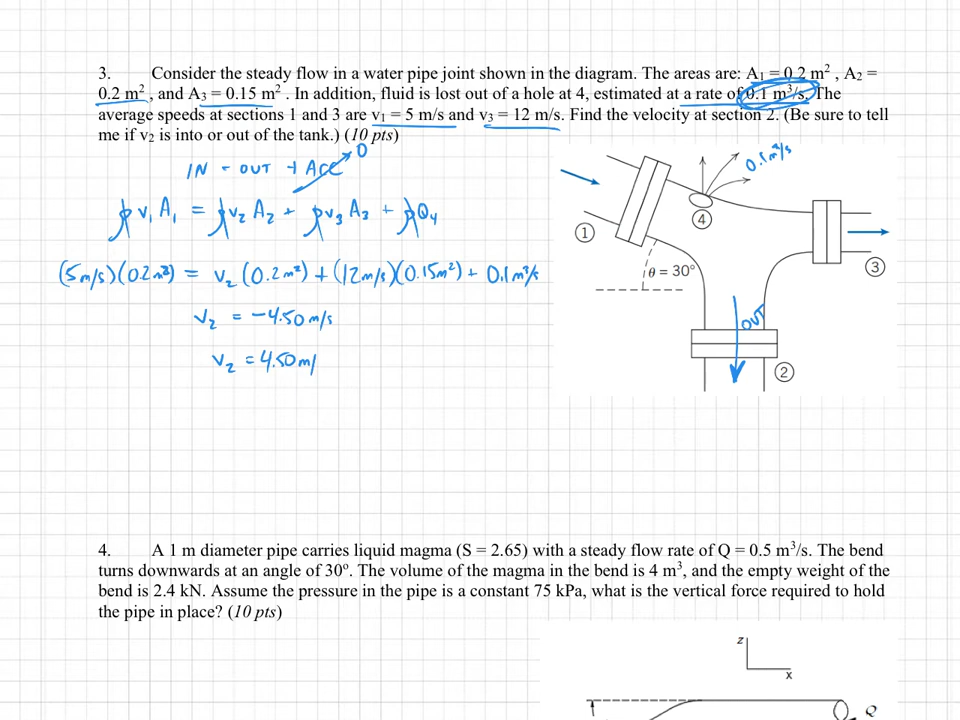 3. Consider the steady flow in a water pipe joint shown in the diagram. The areas are: A1 = 0.2 m2 , A2 =
0.2 m2 , and A3 = 0.15 m2 . In addition, fluid is lost out of a hole at 4, estimated at a rate of 0.1 m3/s. The
average speeds at sections 1 and 3 are v1 = 5 m/s and v3 = 12 m/s. Find the velocity at section 2. (Be sure to tell
me if v2 is into or out of the tank.) (10 pts)
IN = OUT + ACC 0
ρv1A1 = ρv2A2 + ρv3A3 + ρQ4
(5m/s)(0.2m²) = v2(0.2m²) + (12m/s)(0.15m²) + 0.1m³/s
v2 = -4.50 m/s
v2 = 4.50 m/
0.1m³/s
4
1
3
θ = 30°
OUT
2
4. A 1 m diameter pipe carries liquid magma (S = 2.65) with a steady flow rate of Q = 0.5 m3/s. The bend
turns downwards at an angle of 30o. The volume of the magma in the bend is 4 m3, and the empty weight of the
bend is 2.4 kN. Assume the pressure in the pipe is a constant 75 kPa, what is the vertical force required to hold
the pipe in place? (10 pts)
z
x
Q